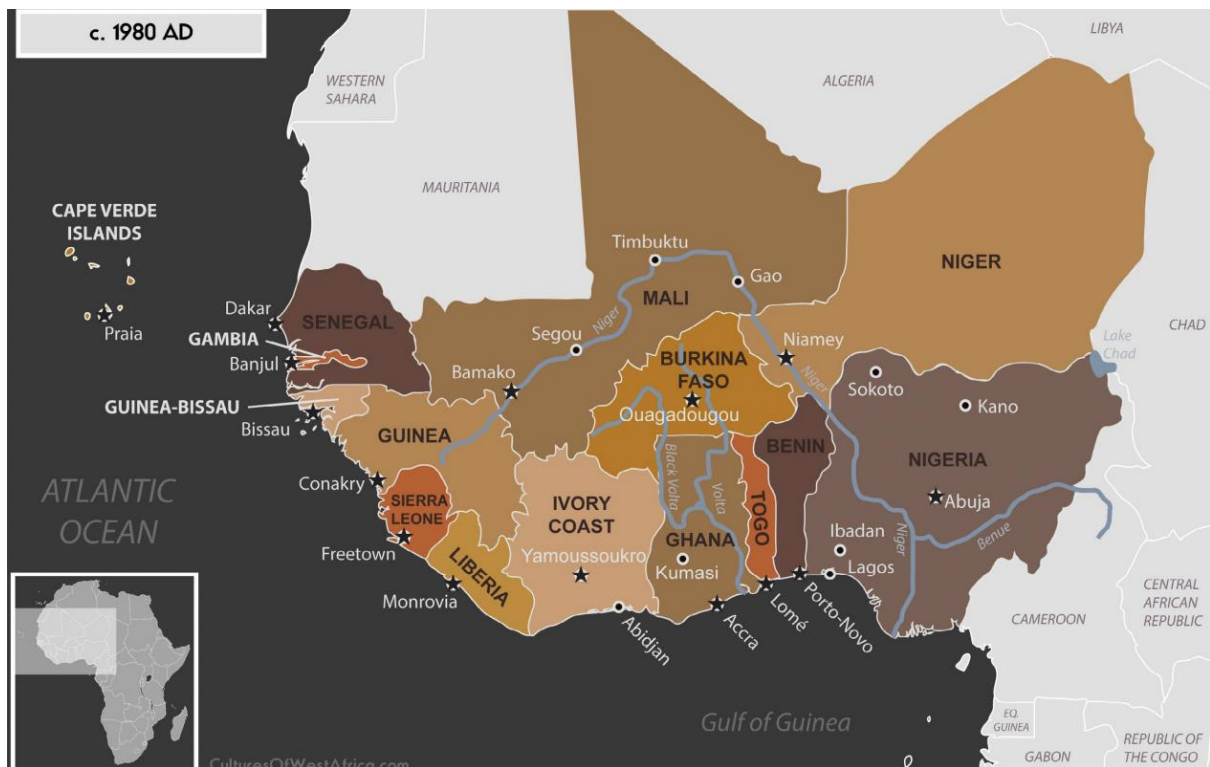 c. 1980 AD
LIBYA
WESTERN
SAHARA
ALGERIA
MAURITANIA
CAPE VERDE
ISLANDS
Praia
Timbuktu
Gao
NIGER
MALI
Niger
Dakar
SENEGAL
GAMBIA
Banjul
Segou
Bamako
Niamey
Niger
Lake
Chad
CHAD
GUINEA-BISSAU
Bissau
BURKINA
FASO
Ouagadougou
Sokoto
Kano
GUINEA
BENIN
NIGERIA
Abuja
Conakry
Black Volta
Volta
ATLANTIC
OCEAN
SIERRA
LEONE
Freetown
IVORY
COAST
Yamoussoukro
GHANA
Kumasi
TOGO
Ibadan
Lagos
Niger
Benue
LIBERIA
Monrovia
Abidjan
Accra
Lomé
Porto-Novo
CENTRAL
AFRICAN
REPUBLIC
CAMEROON
Gulf of Guinea
EQ.
GUINEA
GABON
REPUBLIC OF
THE CONGO
CulturesOfWestAfrica.com